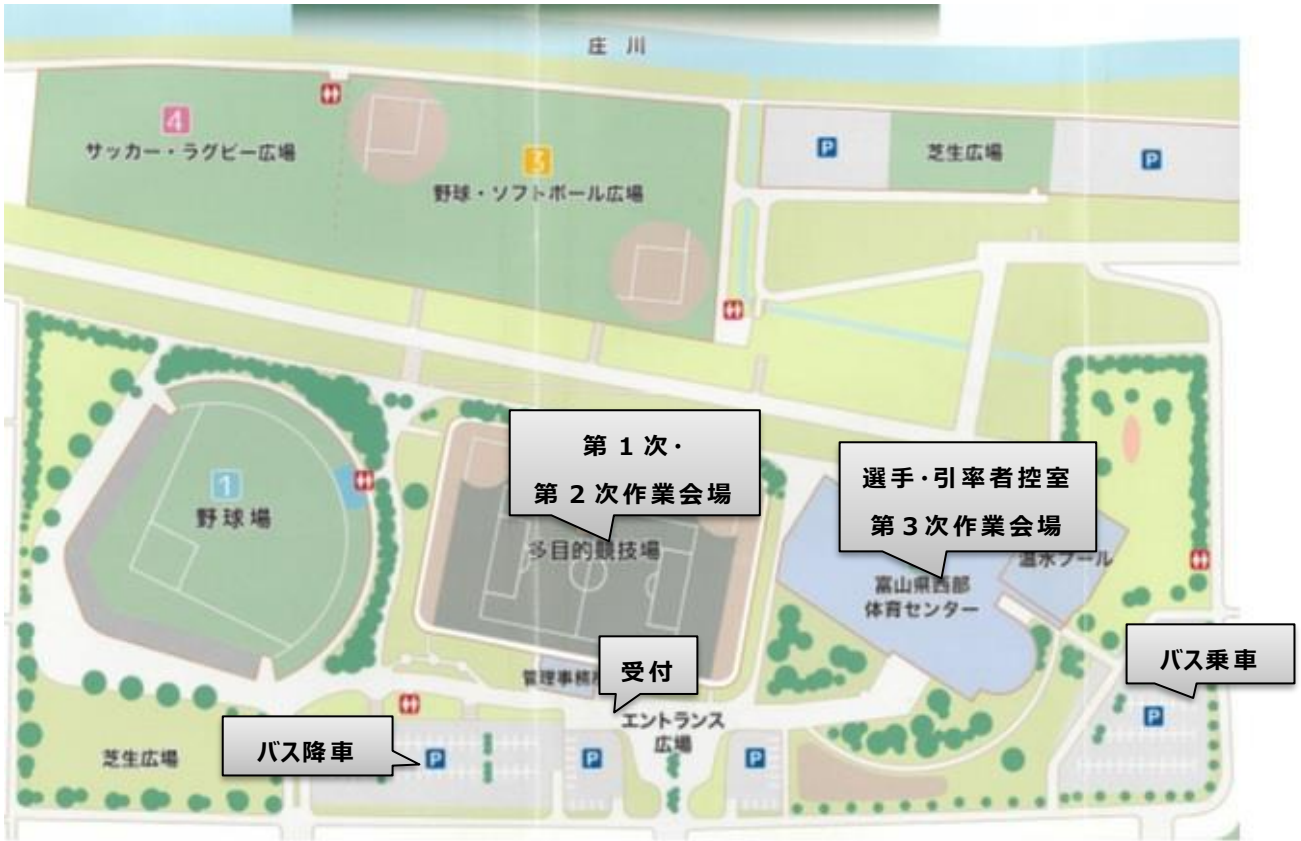 庄川
4
サッカー・ラグビー広場
3
野球・ソフトボール広場
P
芝生広場
P
第1次・
第2次作業会場
選手・引率者控室
第3次作業会場
1
野球場
多目的競技場
温水プール
富山県西部
体育センター
バス乗車
受付
管理事務所
エントランス
広場
バス降車
芝生広場
P
P
P
P